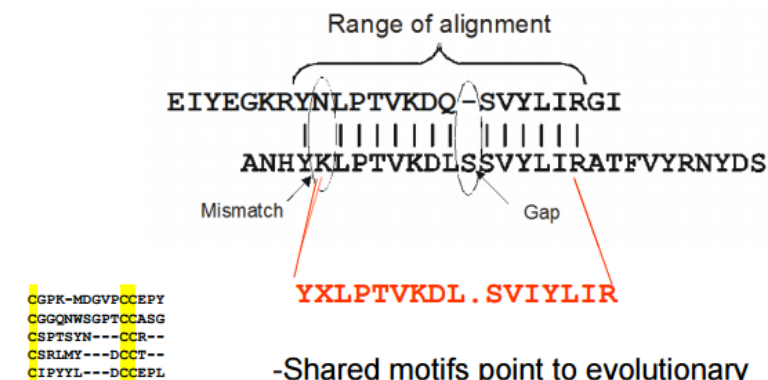 Range of alignment
EIYEGKRYNLPTVKDQ-SVYLIRGI
ANHYKLPTVKDLSSVYLIRATFVYRNYDS
Mismatch
Gap
YXLPTVKDL.SVIYLIR
CGPK-MDGVPCCEPY
CGGQNWSGPTCCASG
CSPTSYN---CCR--
CSRLMY---DCCT--
CIPYYL---DCCEPL
-Shared motifs point to evolutionary